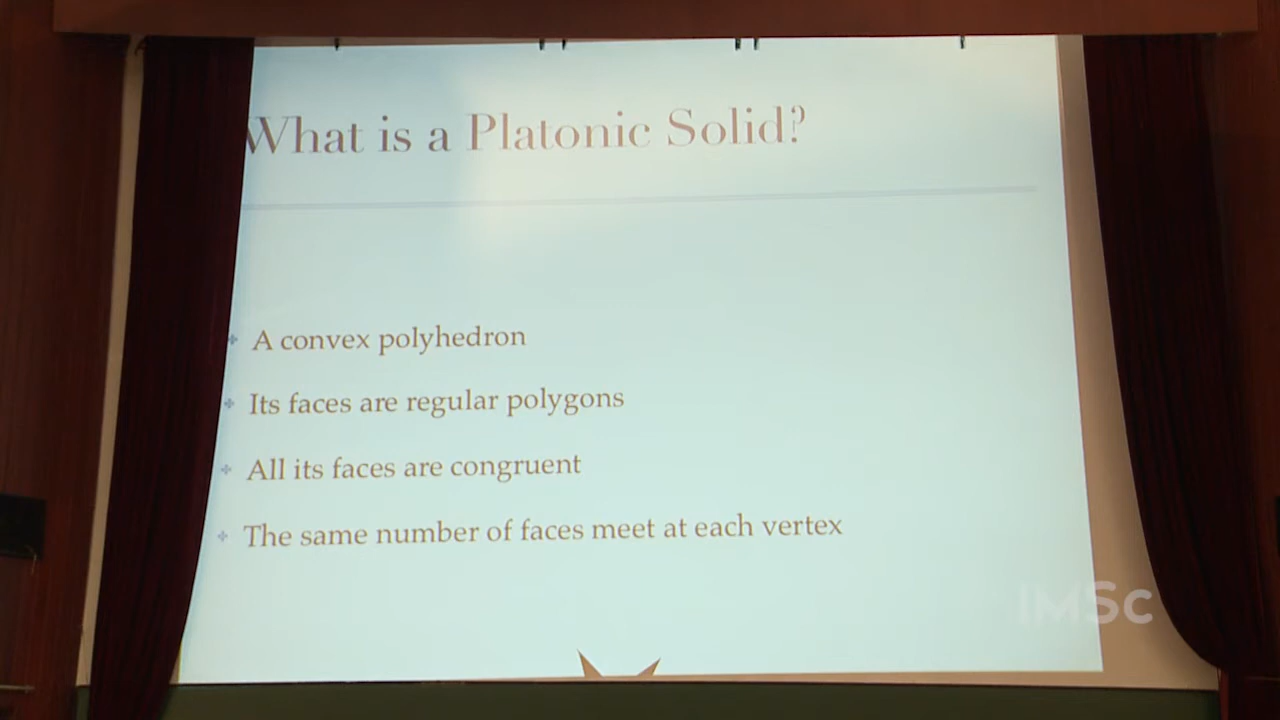 What is a Platonic Solid?
A convex polyhedron
Its faces are regular polygons
All its faces are congruent
The same number of faces meet at each vertex
IMSc